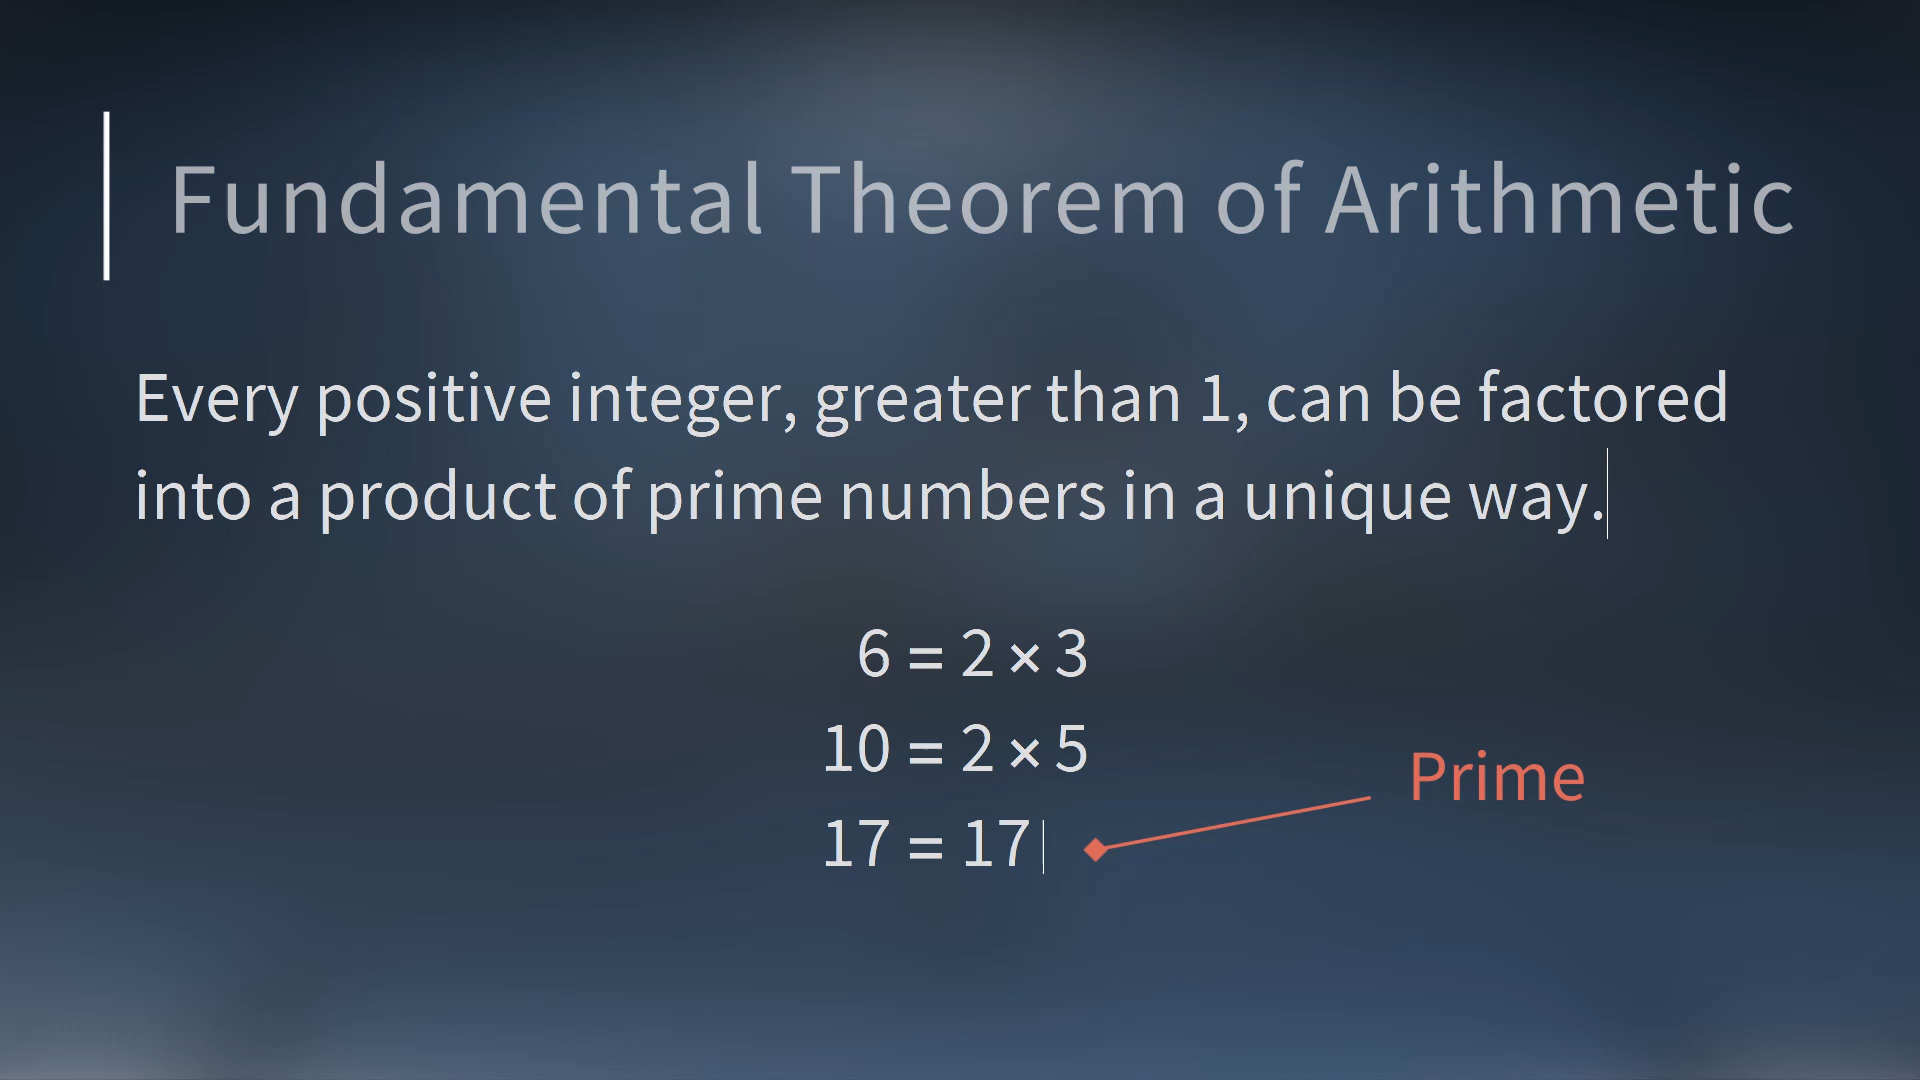 Fundamental Theorem of Arithmetic
Every positive integer, greater than 1, can be factored
into a product of prime numbers in a unique way.
6 = 2 × 3
10 = 2 × 5
Prime
17 = 17